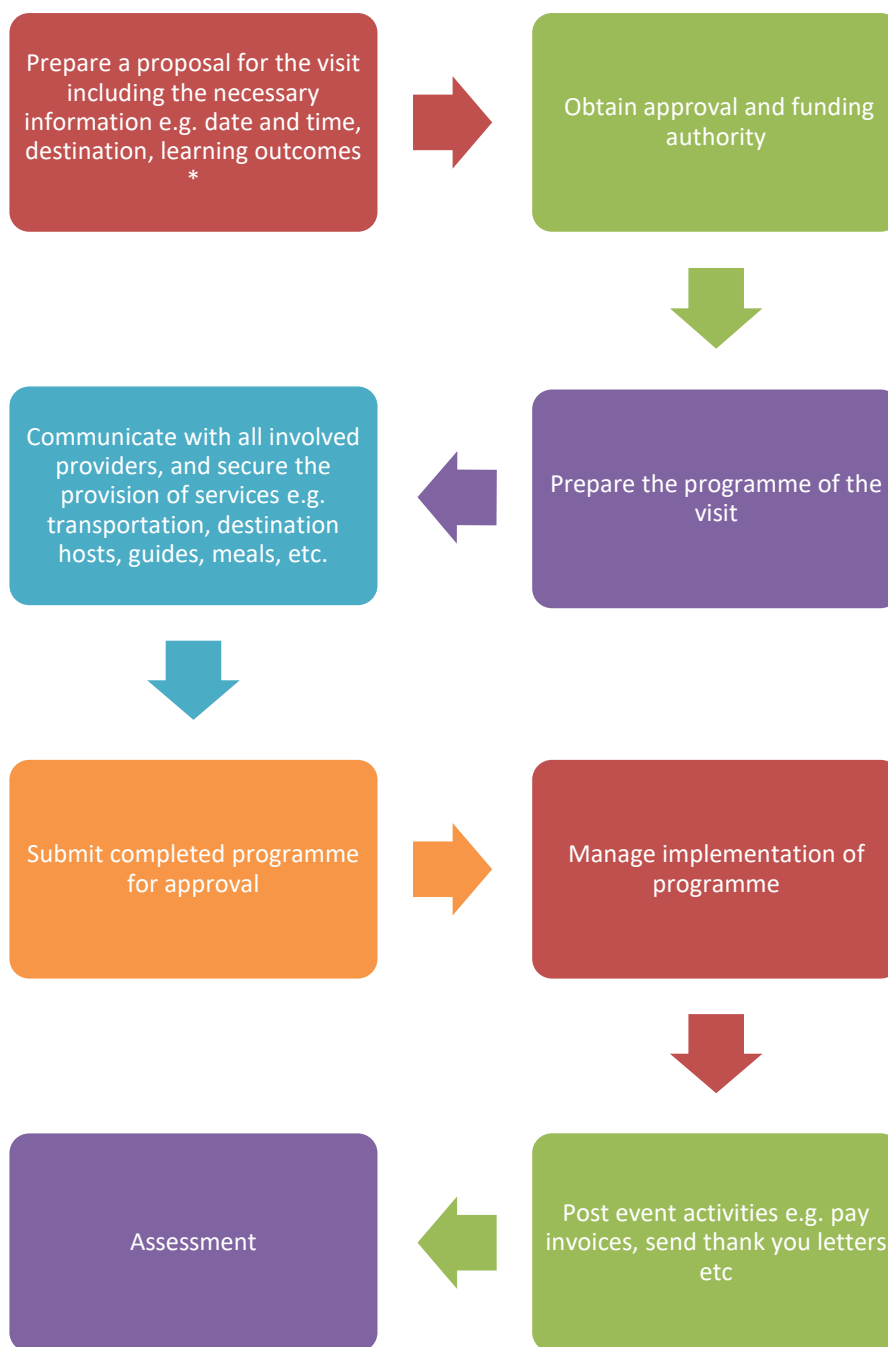 Prepare a proposal for the visit
including the necessary
information e.g. date and time,
destination, learning outcomes
*
Obtain approval and funding
authority
Prepare the programme of the
visit
Communicate with all involved
providers, and secure the
provision of services e.g.
transportation, destination
hosts, guides, meals, etc.
Submit completed programme
for approval
Manage implementation of
programme
Post event activities e.g. pay
invoices, send thank you letters
etc
Assessment